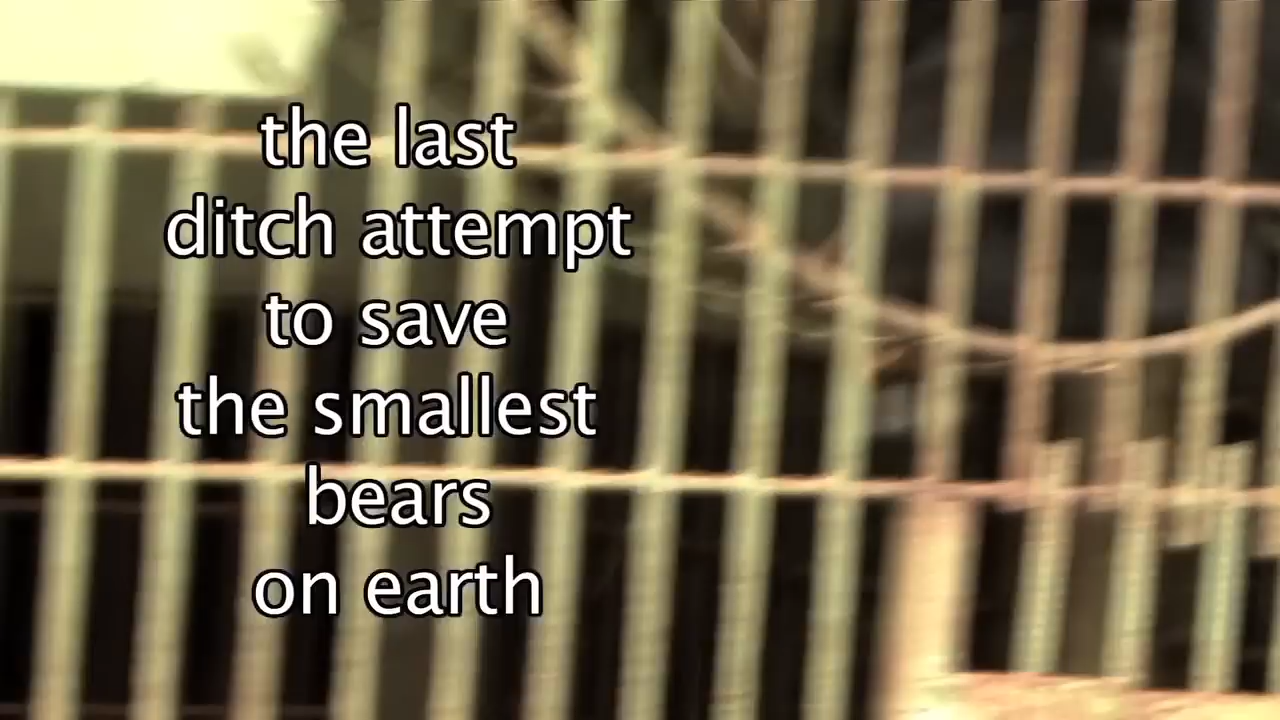 the last
ditch attempt
to save
the smallest
bears
on earth